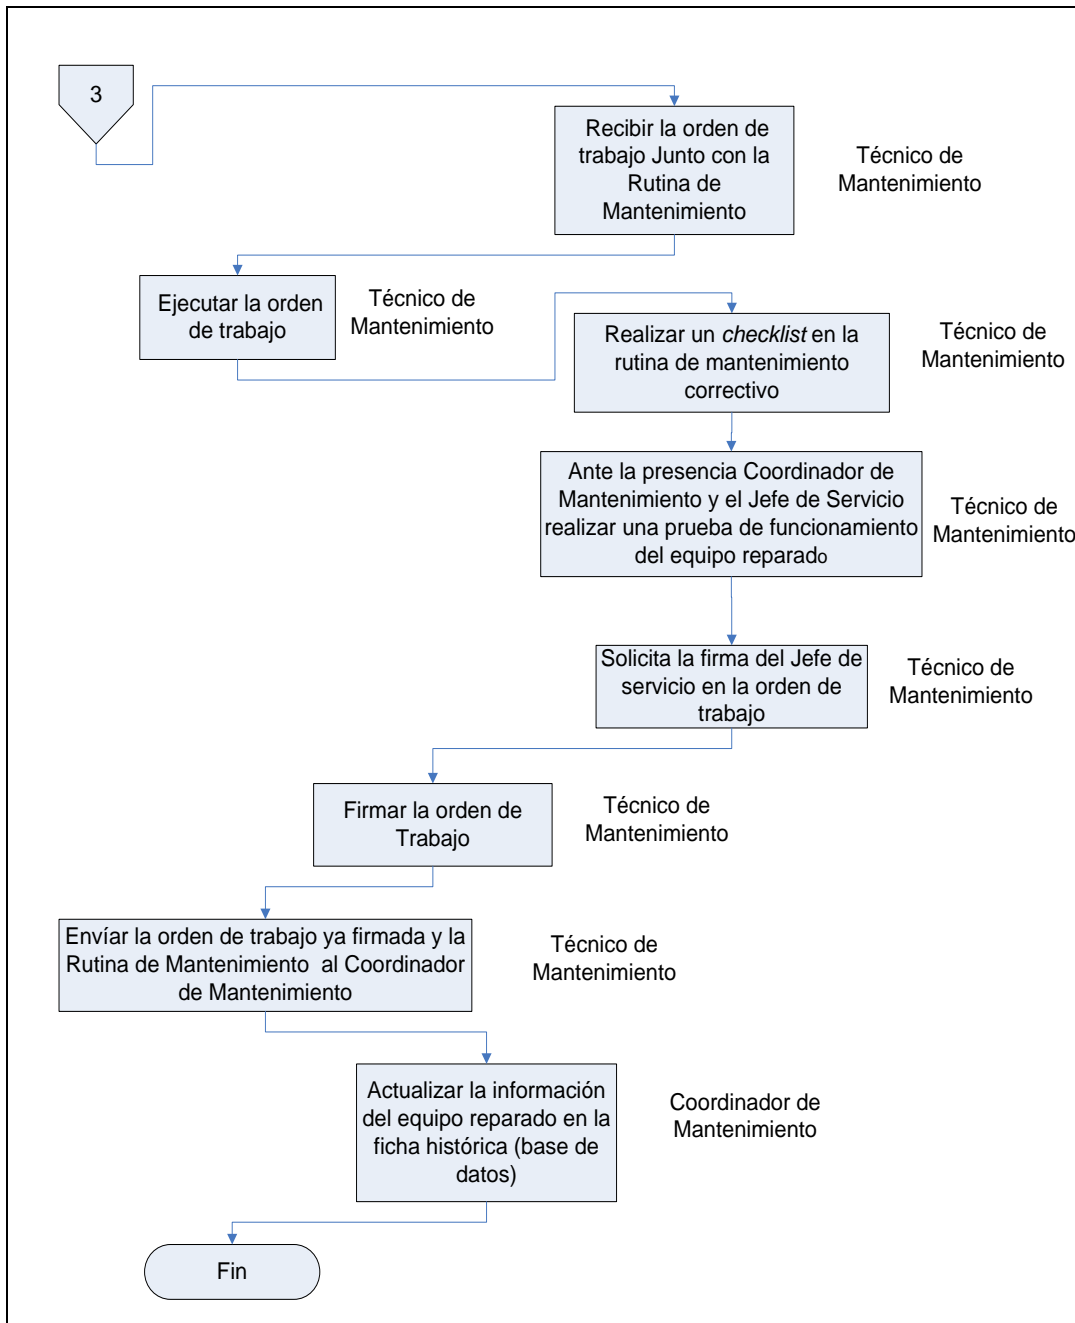 3
Recibir la orden de
trabajo Junto con la
Rutina de
Mantenimiento
Técnico de
Mantenimiento
Ejecutar la orden
de trabajo
Técnico de
Mantenimiento
Realizar un checklist en la
rutina de mantenimiento
correctivo
Técnico de
Mantenimiento
Ante la presencia Coordinador de
Mantenimiento y el Jefe de Servicio
realizar una prueba de funcionamiento
del equipo reparado
Técnico de
Mantenimiento
Solicita la firma del Jefe de
servicio en la orden de
trabajo
Técnico de
Mantenimiento
Firmar la orden de
Trabajo
Técnico de
Mantenimiento
Envíar la orden de trabajo ya firmada y la
Rutina de Mantenimiento al Coordinador
de Mantenimiento
Técnico de
Mantenimiento
Actualizar la información
del equipo reparado en la
ficha histórica (base de
datos)
Coordinador de
Mantenimiento
Fin